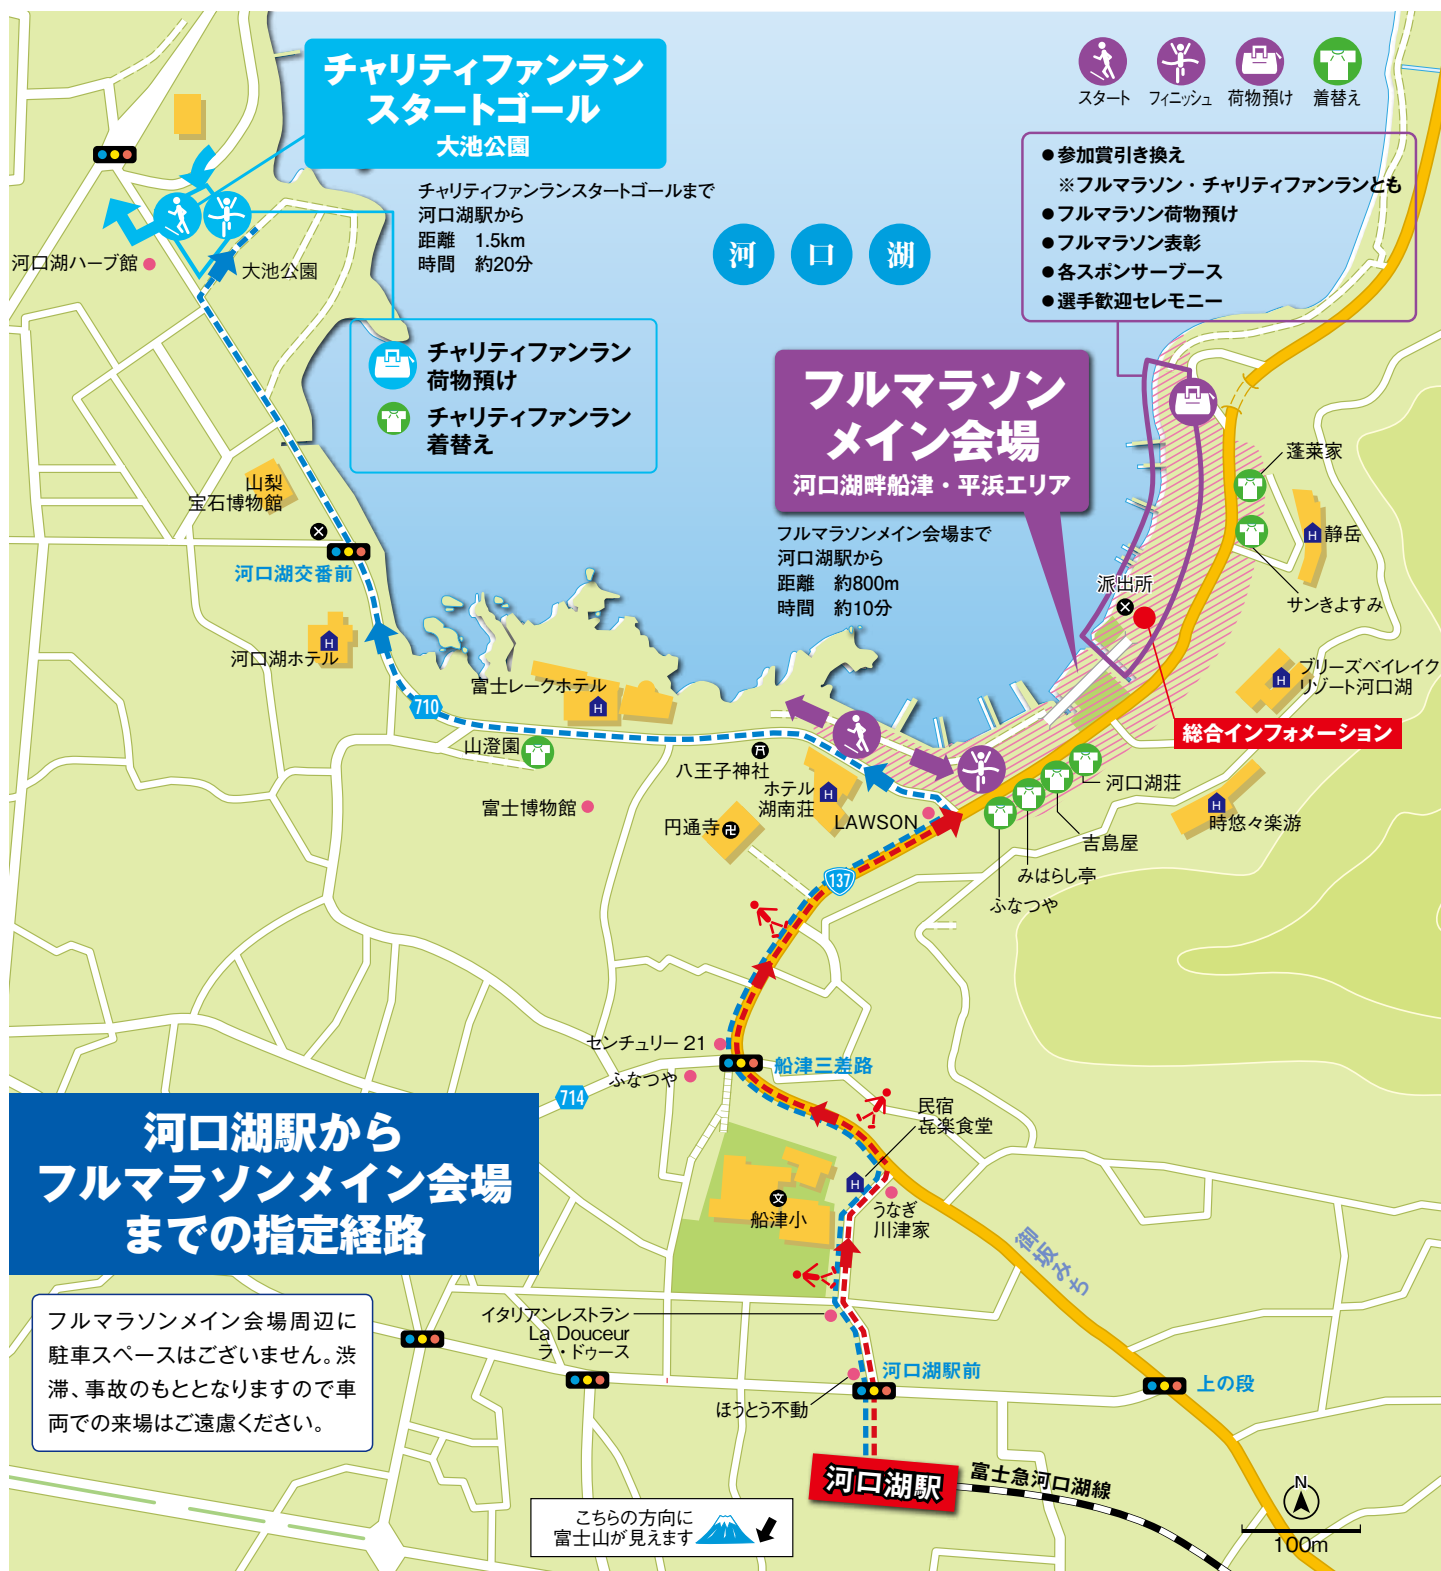 チャリティファンラン
スタートゴール
大池公園
チャリティファンランスタートゴールまで
河口湖駅から
距離　1.5km
時間　約20分
スタート
フィニッシュ
荷物預け
着替え
●参加賞引き換え
※フルマラソン・チャリティファンランとも
●フルマラソン荷物預け
●フルマラソン表彰
●各スポンサーブース
●選手歓迎セレモニー
河口湖
河口湖ハーブ館
大池公園
チャリティファンラン
荷物預け
チャリティファンラン
着替え
フルマラソン
メイン会場
河口湖畔船津・平浜エリア
フルマラソンメイン会場まで
河口湖駅から
距離　約800m
時間　約10分
蓬莱家
H
静岳
サンきよすみ
派出所
山梨
宝石博物館
河口湖交番前
H
河口湖ホテル
710
富士レークホテル
H
山澄園
富士博物館
八王子神社
ホテル
湖南荘
H
円通寺
卍
LAWSON
137
ブリーズベイレイク
リゾート河口湖
H
総合インフォメーション
河口湖荘
吉島屋
みはらし亭
ふなつや
H
時悠々楽游
センチュリー 21
ふなつや
船津三差路
714
民宿
㐂楽食堂
H
文
船津小
うなぎ
川津家
御坂みち
河口湖駅から
フルマラソンメイン会場
までの指定経路
フルマラソンメイン会場周辺に
駐車スペースはございません。渋
滞、事故のもととなりますので車
両での来場はご遠慮ください。
イタリアンレストラン
La Douceur
ラ・ドゥース
河口湖駅前
ほうとう不動
上の段
河口湖駅
富士急河口湖線
こちらの方向に
富士山が見えます
N
100m